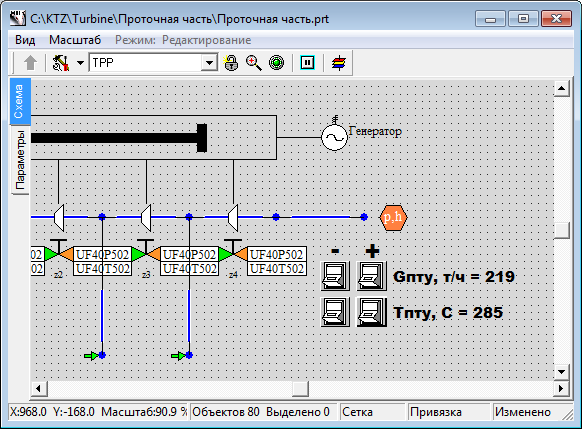 C:\KTZ\Turbine\Проточная часть\Проточная часть.prt
Вид Масштаб Режим: Редактирование
TPP
Схема
Параметры
Генератор
p,h
- +
502 UF40P502 UF40P502 UF40P502
502 UF40T502 UF40T502 UF40T502
z2 z3 z4
Gпту, т/ч = 219
Tпту, C = 285
X:968.0 Y:-168.0 Масштаб:90.9 % Объектов 80 Выделено 0 Сетка Привязка Изменено